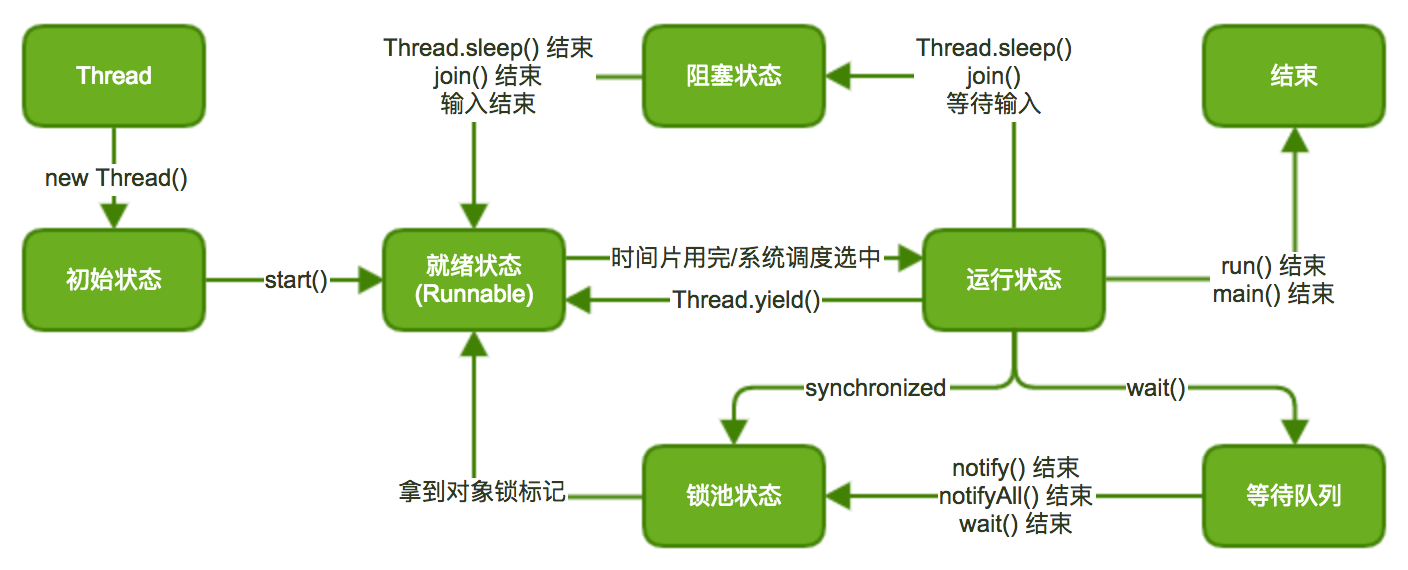 Thread
Thread.sleep() 结束
join() 结束
输入结束
阻塞状态
Thread.sleep()
join()
等待输入
结束
new Thread()
初始状态
start()
就绪状态
(Runnable)
时间片用完/系统调度选中
Thread.yield()
运行状态
run() 结束
main() 结束
synchronized
wait()
拿到对象锁标记
锁池状态
notify() 结束
notifyAll() 结束
wait() 结束
等待队列